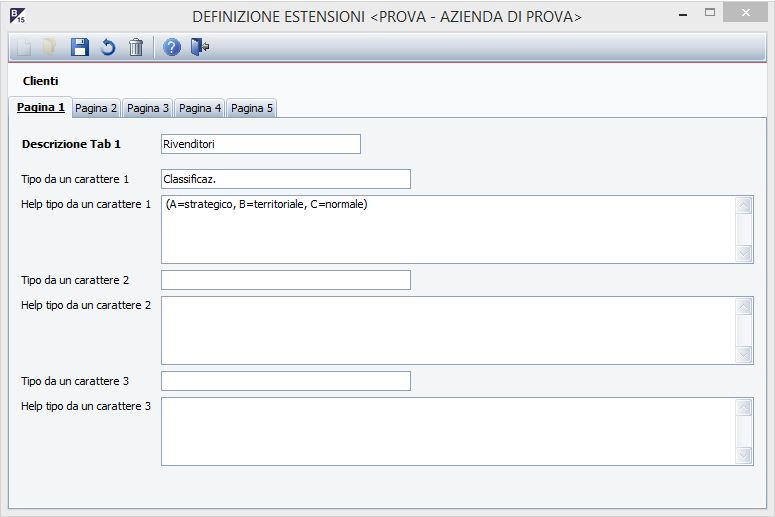 B
15
DEFINIZIONE ESTENSIONI <PROVA - AZIENDA DI PROVA>
Clienti
Pagina 1 Pagina 2 Pagina 3 Pagina 4 Pagina 5
Descrizione Tab 1 Rivenditori
Tipo da un carattere 1 Classificaz.
Help tipo da un carattere 1 (A=strategico, B=territoriale, C=normale)
Tipo da un carattere 2
Help tipo da un carattere 2
Tipo da un carattere 3
Help tipo da un carattere 3